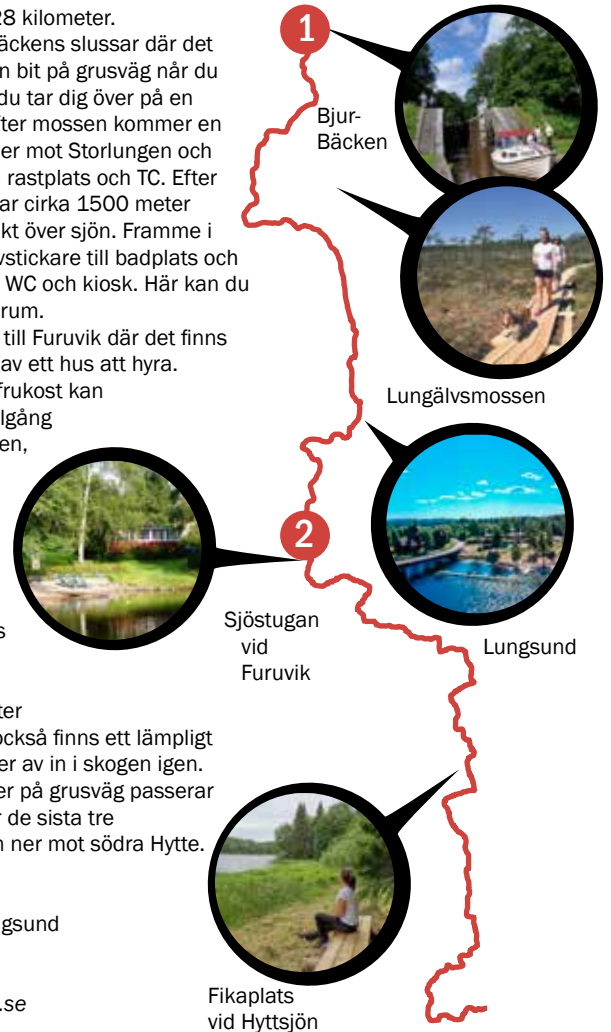 28 kilometer.
äckens slussar där det
n bit på grusväg når du
du tar dig över på en
fter mossen kommer en
er mot Storlungen och
rastplats och TC. Efter
ar cirka 1500 meter
kt över sjön. Framme i
vstickare till badplats och
WC och kiosk. Här kan du
rum.
till Furuvik där det finns
av ett hus att hyra.
frukost kan
lgång
en,
s
ter
också finns ett lämpligt
er av in i skogen igen.
er på grusväg passerar
r de sista tre
n ner mot södra Hytte.
gsund
.se
1
Bjur-
Bäcken
Lungälvsmossen
2
Sjöstugan
vid
Furuvik
Lungsund
Fikaplats
vid Hyttsjön